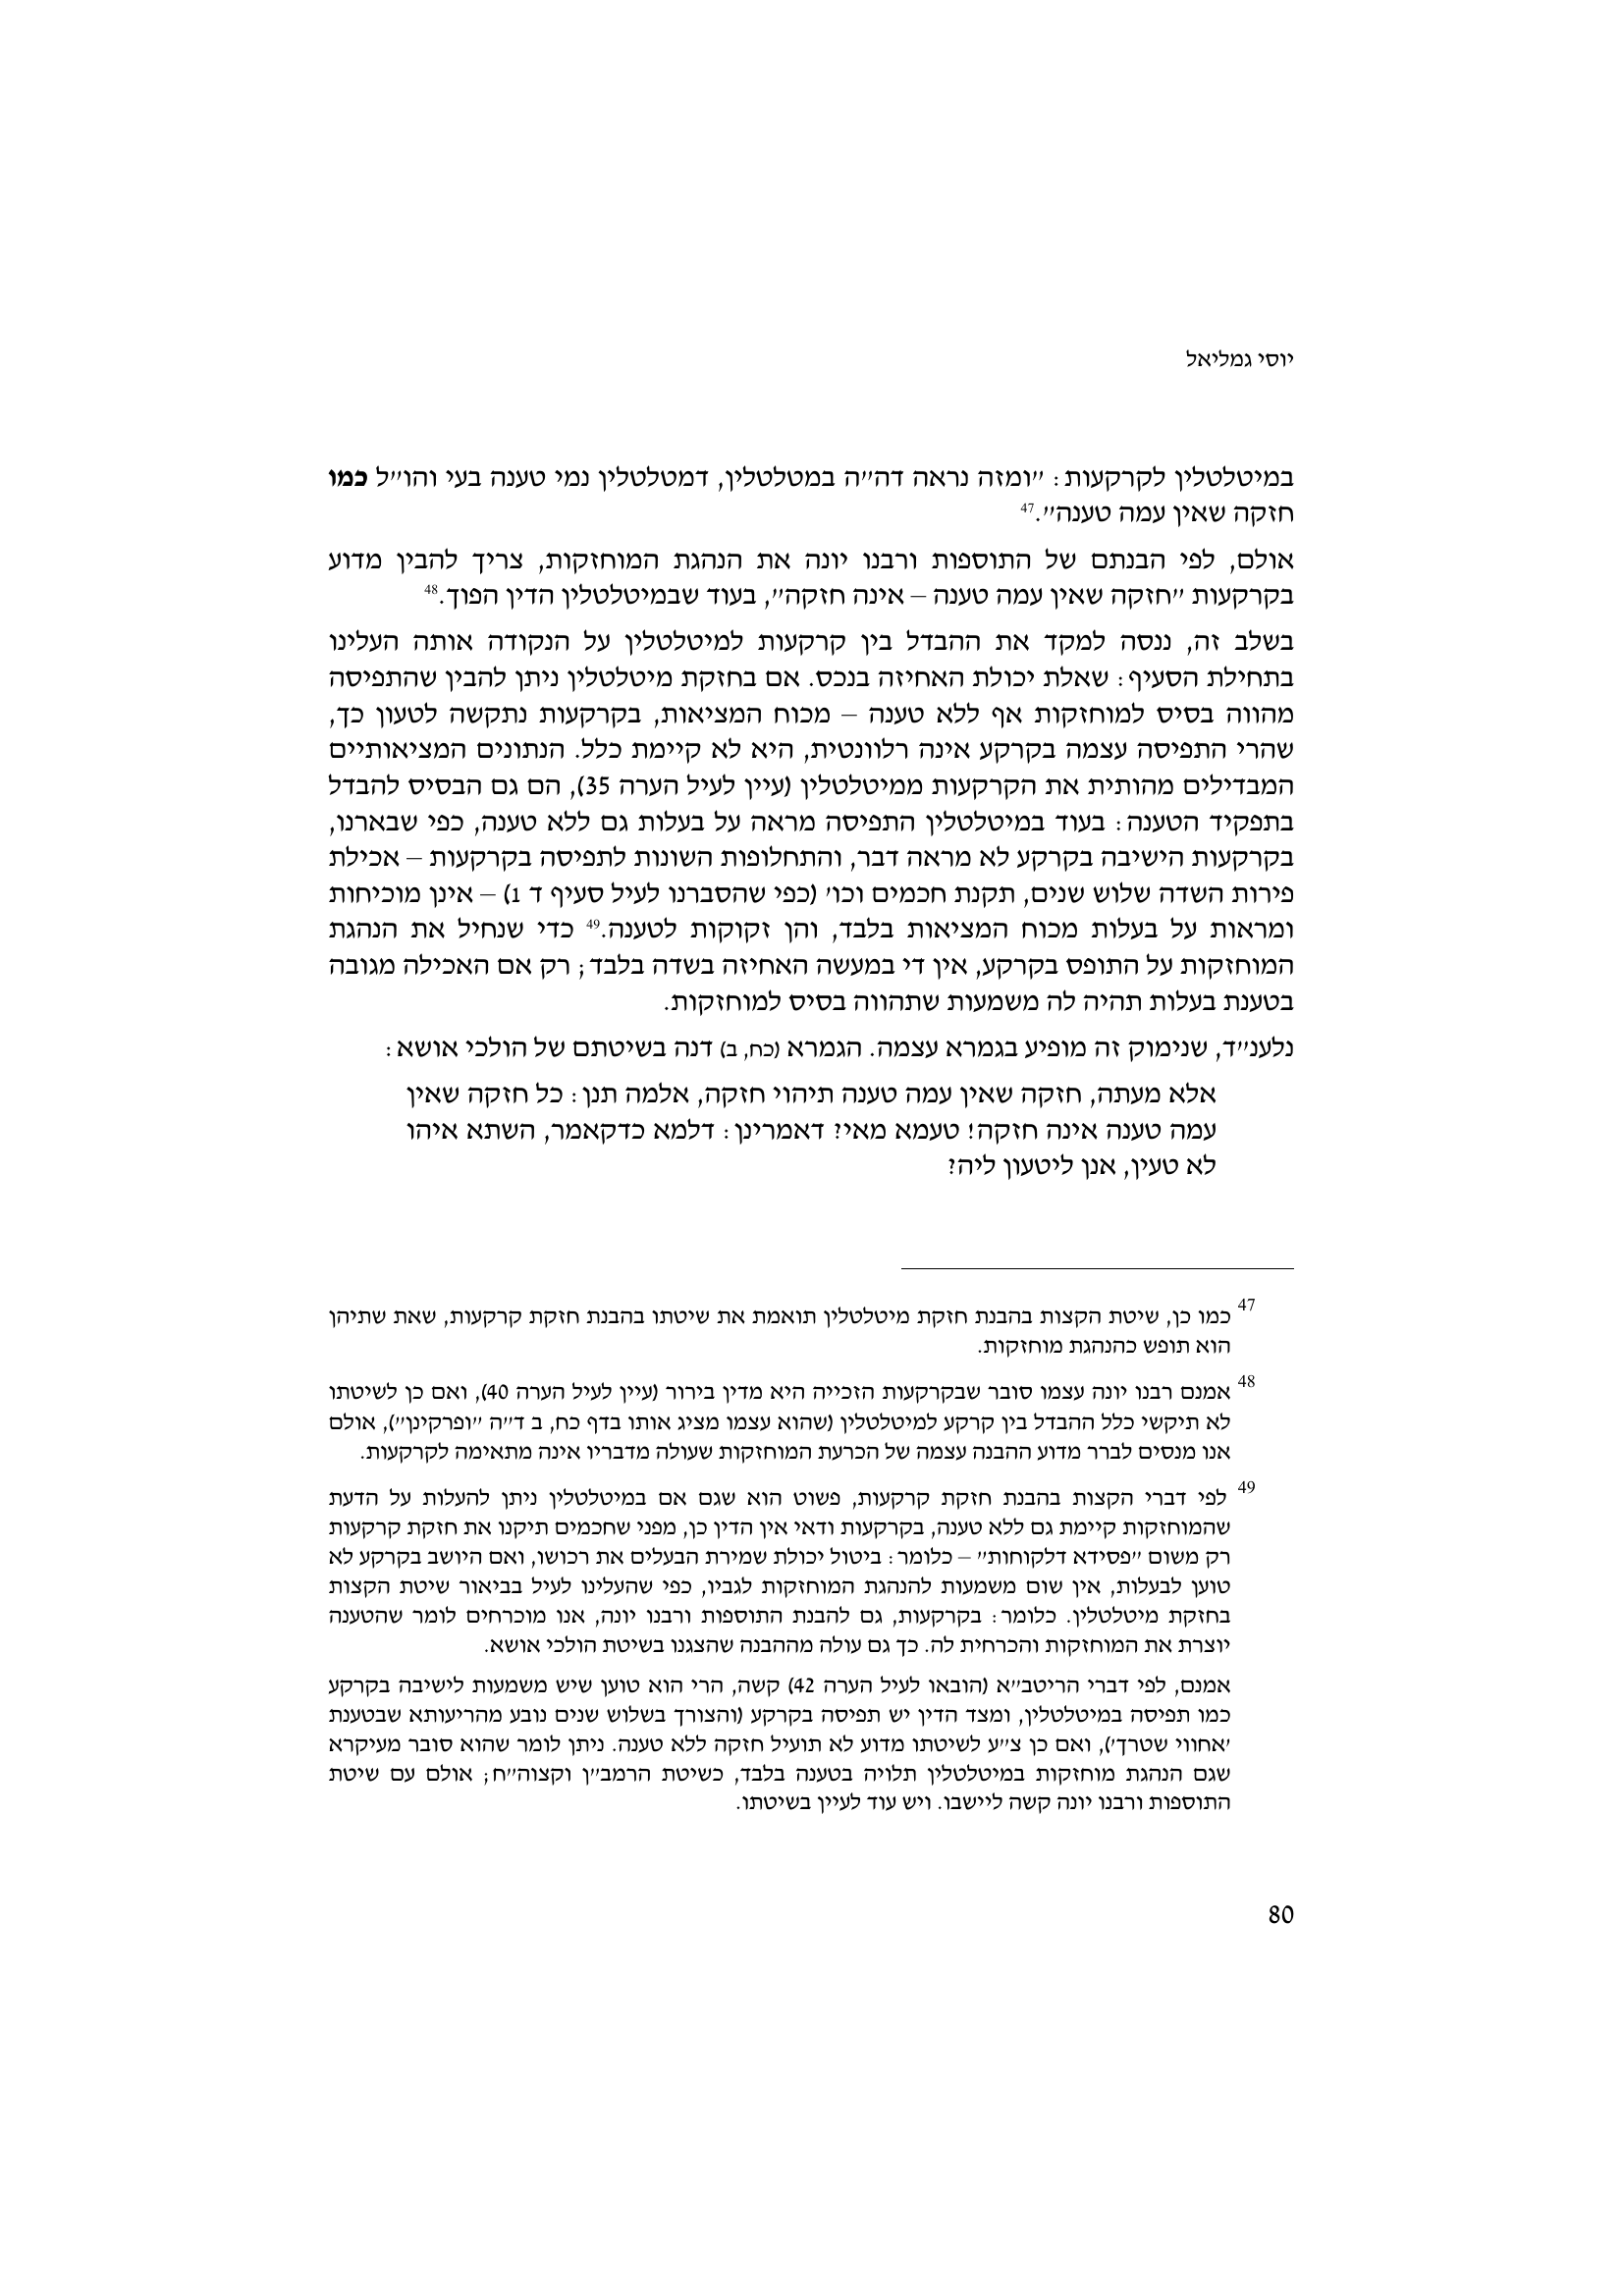 יוסי גמליאל
במיטלטלין לקרקעות: "ומזה נראה דה"ה במטלטלין, דמטלטלין נמי טענה בעי והו"ל כמו
חזקה שאין עמה טענה".47
אולם, לפי הבנתם של התוספות ורבנו יונה את הנהגת המוחזקות, צריך להבין מדוע
בקרקעות "חזקה שאין עמה טענה – אינה חזקה", בעוד שבמיטלטלין הדין הפוך.48
בשלב זה, ננסה למקד את ההבדל בין קרקעות למיטלטלין על הנקודה אותה העלינו
בתחילת הסעיף: שאלת יכולת האחיזה בנכס. אם בחזקת מיטלטלין ניתן להבין שהתפיסה
מהווה בסיס למוחזקות אף ללא טענה – מכוח המציאות, בקרקעות נתקשה לטעון כך,
שהרי התפיסה עצמה בקרקע אינה רלוונטית, היא לא קיימת כלל. הנתונים המציאותיים
המבדילים מהותית את הקרקעות ממיטלטלין (עיין לעיל הערה 35), הם גם הבסיס להבדל
בתפקיד הטענה: בעוד במיטלטלין התפיסה מראה על בעלות גם ללא טענה, כפי שבארנו,
בקרקעות הישיבה בקרקע לא מראה דבר, והתחלופות השונות לתפיסה בקרקעות – אכילת
פירות השדה שלוש שנים, תקנת חכמים וכו' (כפי שהסברנו לעיל סעיף ד 1) – אינן מוכיחות
ומראות על בעלות מכוח המציאות בלבד, והן זקוקות לטענה.49 כדי שנחיל את הנהגת
המוחזקות על התופס בקרקע, אין די במעשה האחיזה בשדה בלבד; רק אם האכילה מגובה
בטענת בעלות תהיה לה משמעות שתהווה בסיס למוחזקות.
נלענ"ד, שנימוק זה מופיע בגמרא עצמה. הגמרא (כח, ב) דנה בשיטתם של הולכי אושא:
אלא מעתה, חזקה שאין עמה טענה תיהוי חזקה, אלמה תנן: כל חזקה שאין
עמה טענה אינה חזקה! טעמא מאי? דאמרינן: דלמא כדקאמר, השתא איהו
לא טעין, אנן ליטעון ליה?
47 כמו כן, שיטת הקצות בהבנת חזקת מיטלטלין תואמת את שיטתו בהבנת חזקת קרקעות, שאת שתיהן
הוא תופש כהנהגת מוחזקות.
48 אמנם רבנו יונה עצמו סובר שבקרקעות הזכייה היא מדין בירור (עיין לעיל הערה 40), ואם כן לשיטתו
לא תיקשי כלל ההבדל בין קרקע למיטלטלין (שהוא עצמו מציג אותו בדף כח, ב ד"ה "ופרקינן"), אולם
אנו מנסים לברר מדוע ההבנה עצמה של הכרעת המוחזקות שעולה מדבריו אינה מתאימה לקרקעות.
49 לפי דברי הקצות בהבנת חזקת קרקעות, פשוט הוא שגם אם במיטלטלין ניתן להעלות על הדעת
שהמוחזקות קיימת גם ללא טענה, בקרקעות ודאי אין הדין כן, מפני שחכמים תיקנו את חזקת קרקעות
רק משום "פסידא דלקוחות" – כלומר: ביטול יכולת שמירת הבעלים את רכושו, ואם היושב בקרקע לא
טוען לבעלות, אין שום משמעות להנהגת המוחזקות לגביו, כפי שהעלינו לעיל בביאור שיטת הקצות
בחזקת מיטלטלין. כלומר: בקרקעות, גם להבנת התוספות ורבנו יונה, אנו מוכרחים לומר שהטענה
יוצרת את המוחזקות והכרחית לה. כך גם עולה מההבנה שהצגנו בשיטת הולכי אושא.
אמנם, לפי דברי הריטב"א (הובאו לעיל הערה 42) קשה, הרי הוא טוען שיש משמעות לישיבה בקרקע
כמו תפיסה במיטלטלין, ומצד הדין יש תפיסה בקרקע (והצורך בשלוש שנים נובע מהריעותא שבטענת
'אחווי שטרך'), ואם כן צ"ע לשיטתו מדוע לא תועיל חזקה ללא טענה. ניתן לומר שהוא סובר מעיקרא
שגם הנהגת מוחזקות במיטלטלין תלויה בטענה בלבד, כשיטת הרמב"ן וקצוה"ח; אולם עם שיטת
התוספות ורבנו יונה קשה ליישבו. ויש עוד לעיין בשיטתו.
80